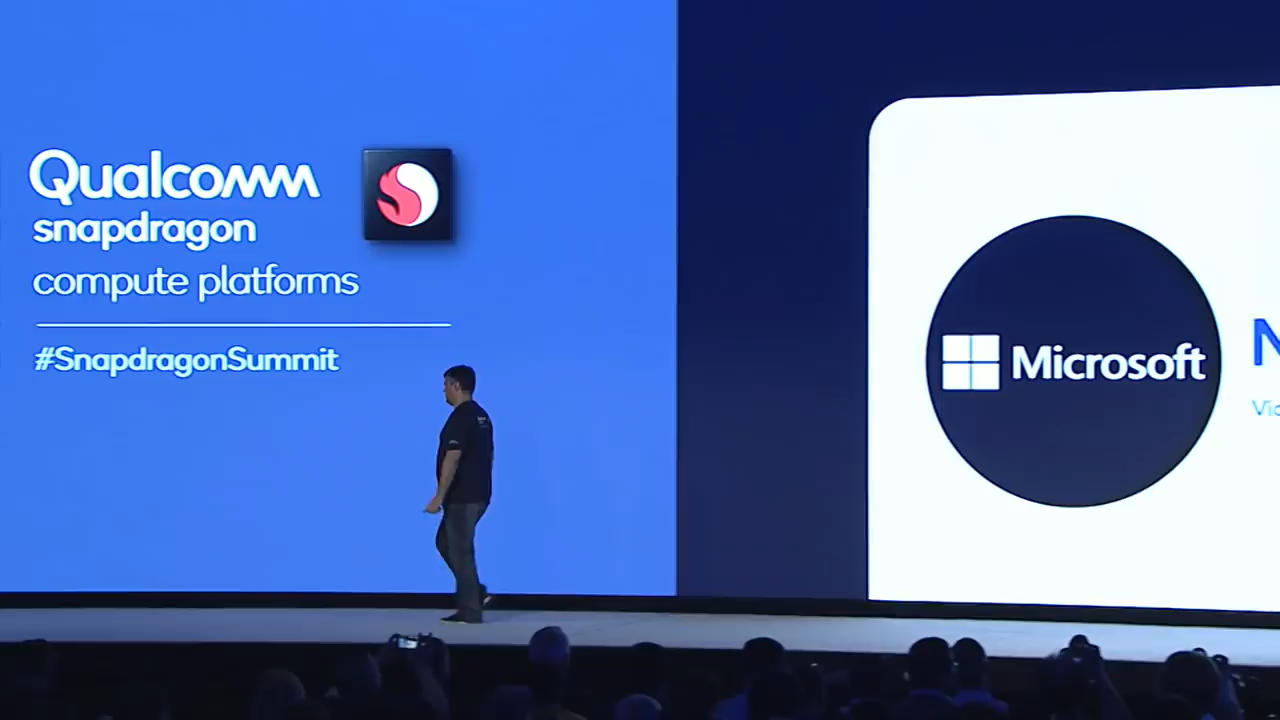 Qualcomm
snapdragon
compute platforms
#SnapdragonSummit
Microsoft